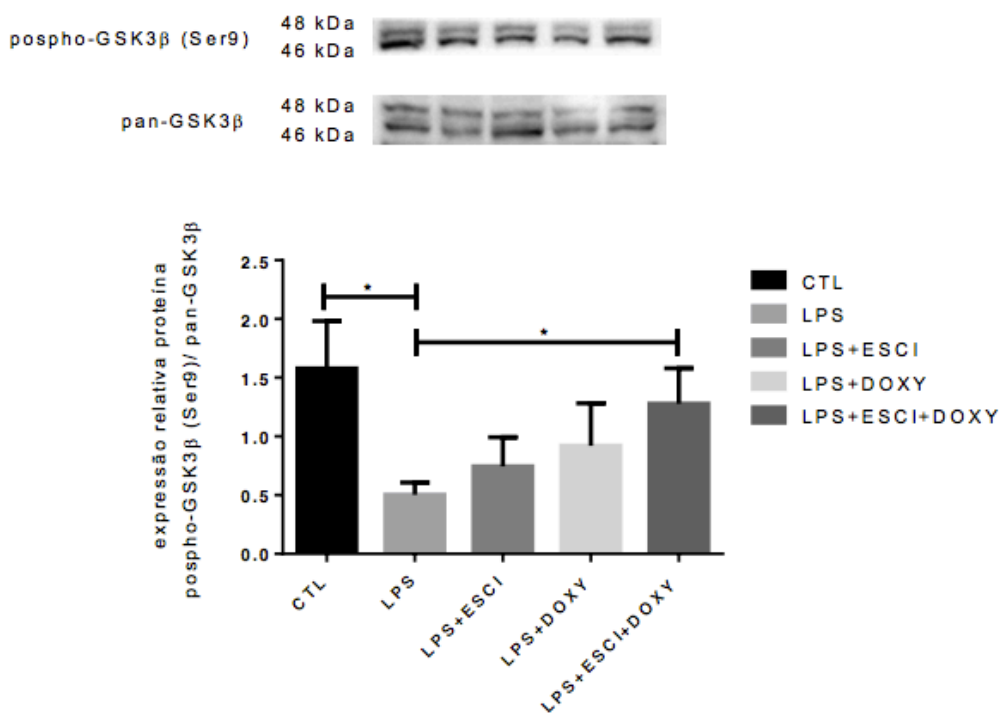 pospho-GSK3β (Ser9)
48 kDa
46 kDa
pan-GSK3β
48 kDa
46 kDa
expressão relativa proteína
pospho-GSK3β (Ser9)/ pan-GSK3β
2.5
2.0
1.5
1.0
0.5
0.0
*
*
CTL
LPS
LPS+ESCI
LPS+DOXY
LPS+ESCI+DOXY
CTL
LPS
LPS+ESCI
LPS+DOXY
LPS+ESCI+DOXY